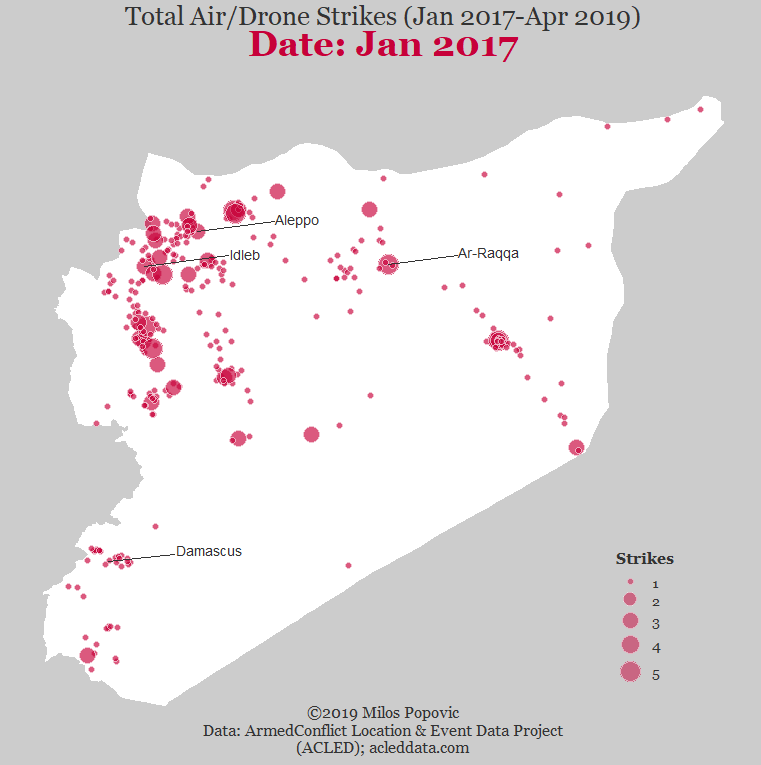 Total Air/Drone Strikes (Jan 2017-Apr 2019)
Date: Jan 2017
Aleppo
Idleb
Ar-Raqqa
Damascus
Strikes
1
2
3
4
5
©2019 Milos Popovic
Data: ArmedConflict Location & Event Data Project
(ACLED); acleddata.com